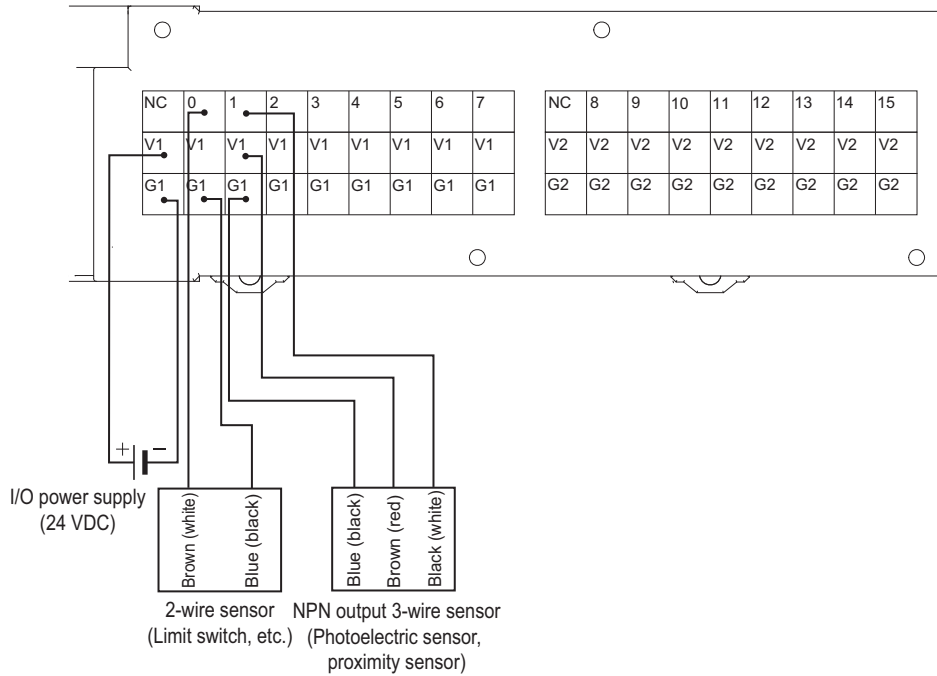 NC 0 1 2 3 4 5 6 7 NC 8 9 10 11 12 13 14 15
V1 V1 V1 V1 V1 V1 V1 V1 V1 V2 V2 V2 V2 V2 V2 V2 V2 V2
G1 G1 G1 G1 G1 G1 G1 G1 G1 G2 G2 G2 G2 G2 G2 G2 G2 G2
+ −
I/O power supply
(24 VDC)
Brown (white)
Blue (black)
2-wire sensor
(Limit switch, etc.)
Blue (black)
Brown (red)
Black (white)
NPN output 3-wire sensor
(Photoelectric sensor,
proximity sensor)